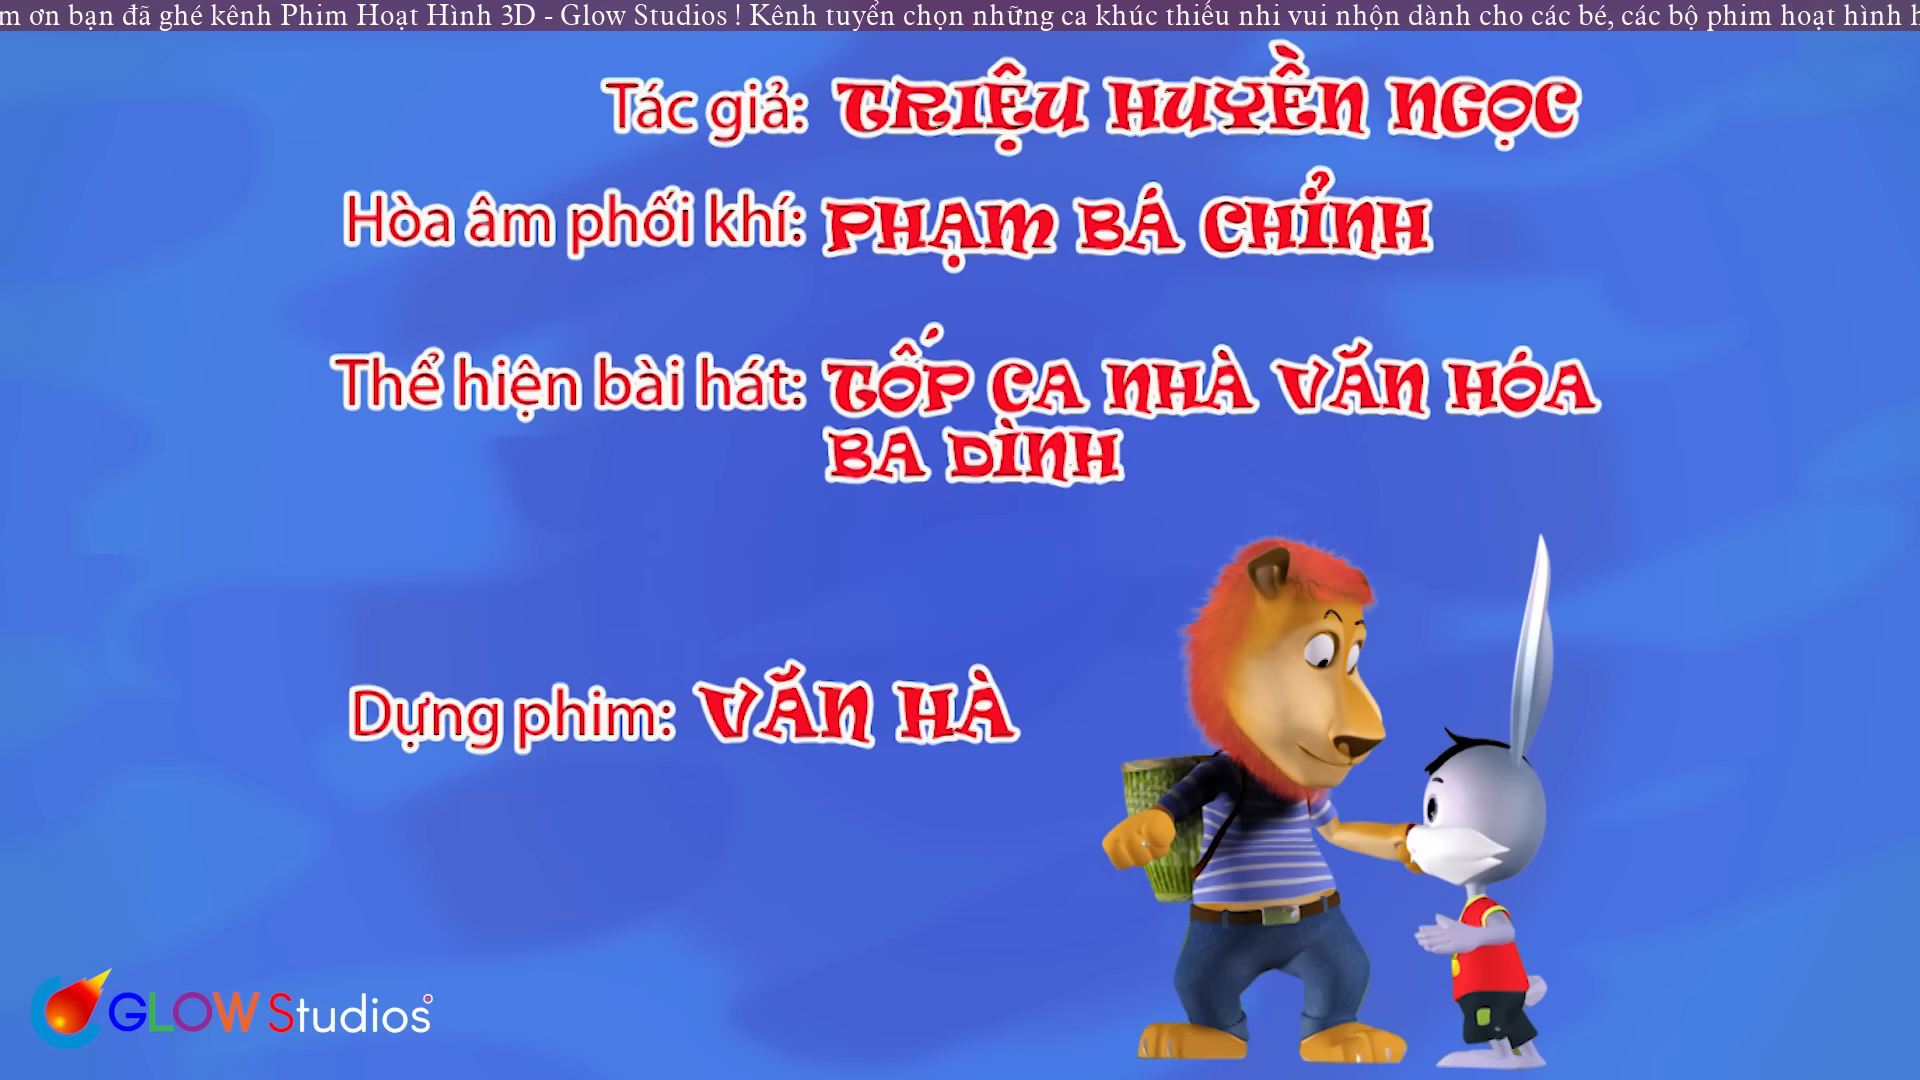 m ơn bạn đã ghé kênh Phim Hoạt Hình 3D - Glow Studios ! Kênh tuyển chọn những ca khúc thiếu nhi vui nhộn dành cho các bé, các bộ phim hoạt hình h
Tác giả: TRIỆU HUYỀN NGỌC
Hòa âm phối khí: PHẠM BÁ CHỈNH
Thể hiện bài hát: TỐP CA NHÀ VĂN HÓA
BA DÌNH
Dựng phim: VĂN HÀ
GLOW Studios